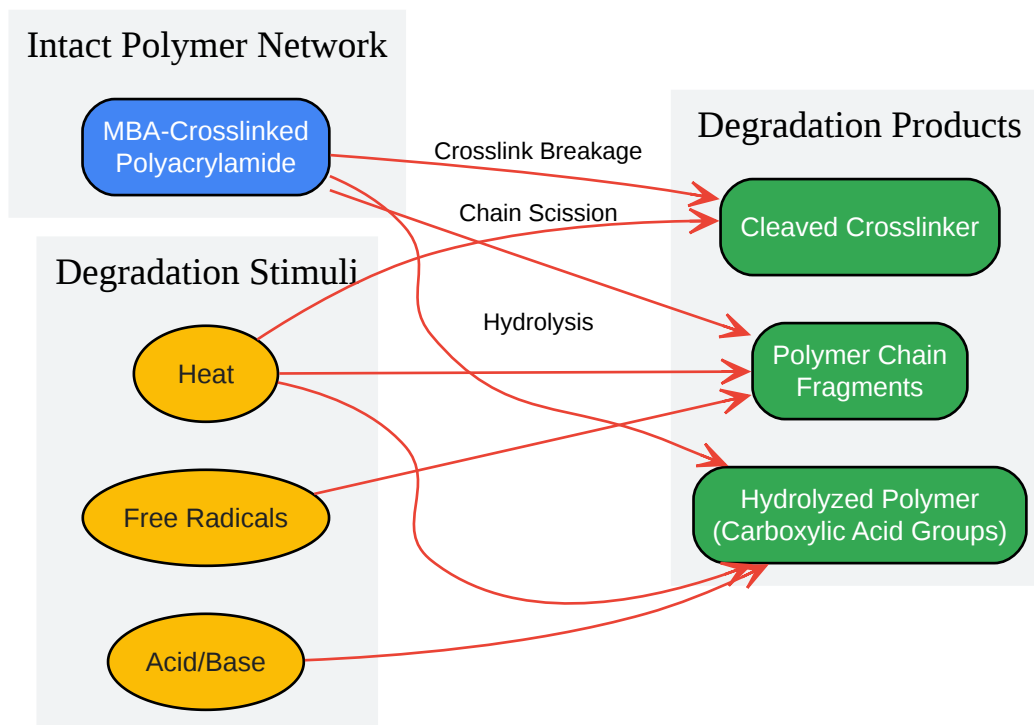 Intact Polymer Network
MBA-Crosslinked
Polyacrylamide
Degradation Stimuli
Heat
Free Radicals
Acid/Base
Crosslink Breakage
Chain Scission
Hydrolysis
Degradation Products
Cleaved Crosslinker
Polymer Chain
Fragments
Hydrolyzed Polymer
(Carboxylic Acid Groups)